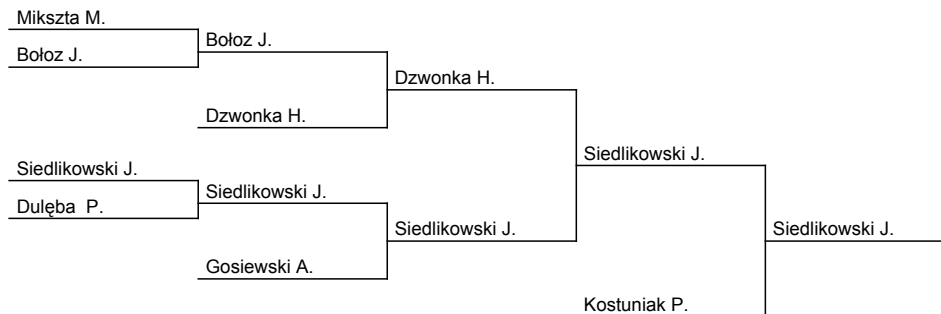 Mikszta M.
Bołoz J.
Bołoz J.
Dzwonka H.
Dzwonka H.
Siedlikowski J.
Siedlikowski J.
Dulęba  P.
Siedlikowski J.
Siedlikowski J.
Siedlikowski J.
Gosiewski A.
Kostuniak P.